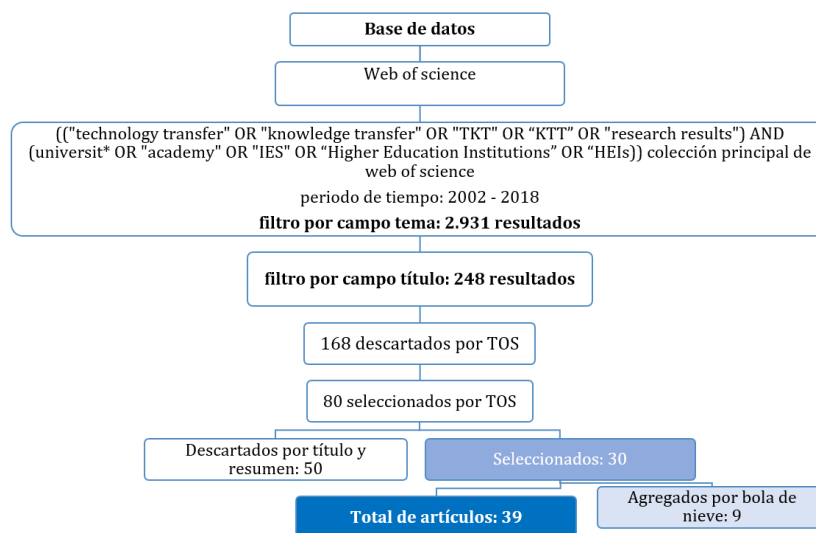 Base de datos
Web of science
(("technology transfer" OR "knowledge transfer" OR "TKT" OR “KTT” OR "research results") AND
(universit* OR "academy" OR "IES" OR “Higher Education Institutions” OR “HEIs)) colección principal de
web of science
periodo de tiempo: 2002 - 2018
filtro por campo tema: 2.931 resultados
filtro por campo título: 248 resultados
168 descartados por TOS
80 seleccionados por TOS
Descartados por título y
resumen: 50
Seleccionados: 30
Total de artículos: 39
Agregados por bola de
nieve: 9